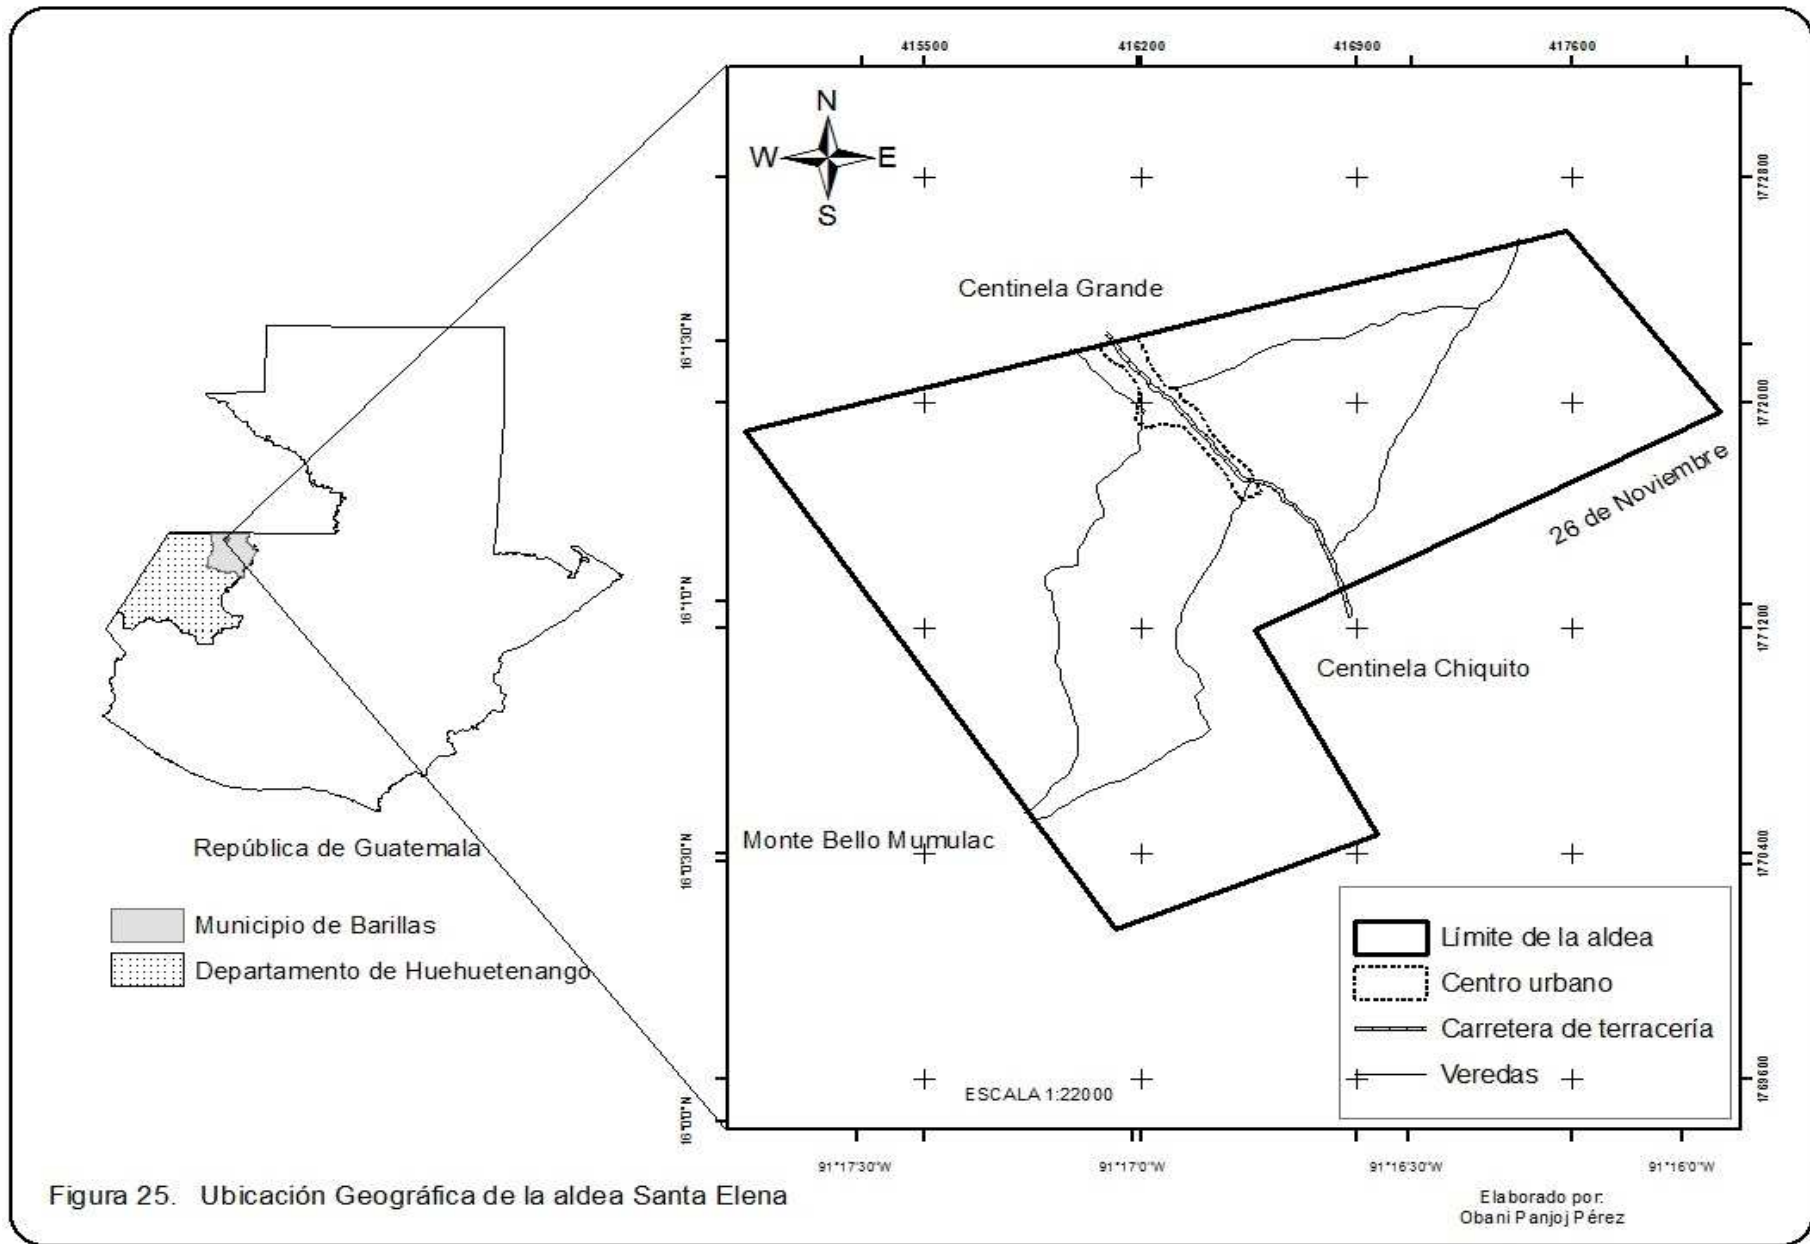 415500
416200
416900
417600
N
W E
S
1772800
Centinela Grande
16°1'30"N
1772000
26 de Noviembre
16°1'0"N
1771200
Centinela Chiquito
Monte Bello Mumulac
16°0'30"N
1770400
República de Guatemala
Municipio de Barillas
Departamento de Huehuetenango
Límite de la aldea
Centro urbano
Carretera de terracería
Veredas
ESCALA 1:22000
1769600
16°0'0"N
91°17'30"W
91°17'0"W
91°16'30"W
91°16'0"W
Figura 25. Ubicación Geográfica de la aldea Santa Elena
Elaborado por:
Obani Panjoj Pérez